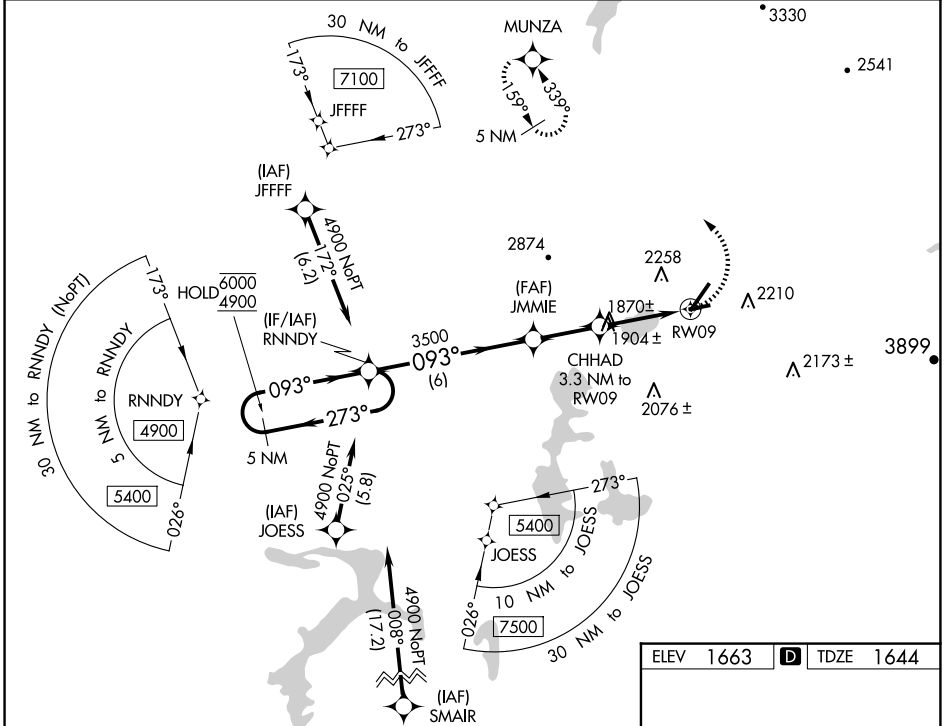 30 NM to JFFFF
7100
173°
JFFFF
273°
MUNZA
159°
339°
5 NM
3330
2541
(IAF)
JFFFF
4900 NoPT
172°
(6.2)
2874
2258
2210
30 NM to RNNDY (NoPT)
5 NM to RNNDY
173°
RNNDY
4900
5400
026°
HOLD 6000
4900
(IF/IAF)
RNNDY
093°
273°
5 NM
3500
093°
(6)
(FAF)
JMMIE
1870±
1904±
CHHAD
3.3 NM to
RW09
RW09
2076±
2173±
3899
4900 NoPT
025°
(5.8)
(IAF)
JOESS
273°
5400
JOESS
10 NM to JOESS
026°
7500
30 NM to JOESS
4900 NoPT
008°
(17.2)
(IAF)
SMAIR
ELEV 1663 D TDZE 1644